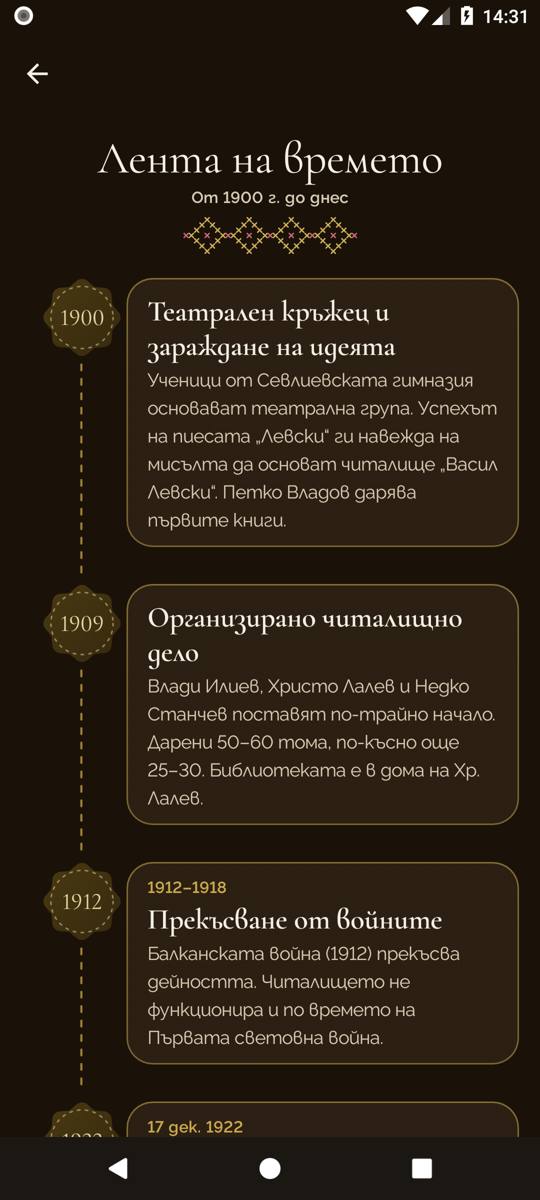 14:31
Лента на времето
От 1900 г. до днес
1900
Театрален кръжец и
зараждане на идеята
Ученици от Севлиевската гимназия
основават театрална група. Успехът
на пиесата „Левски“ ги навежда на
мисълта да основат читалище „Васил
Левски“. Петко Владов дарява
първите книги.
1909
Организирано читалищно
дело
Влади Илиев, Христо Лалев и Недко
Станчев поставят по-трайно начало.
Дарени 50–60 тома, по-късно още
25–30. Библиотеката е в дома на Хр.
Лалев.
1912
1912–1918
Прекъсване от войните
Балканската война (1912) прекъсва
дейността. Читалището не
функционира и по времето на
Първата световна война.
17 дек. 1922